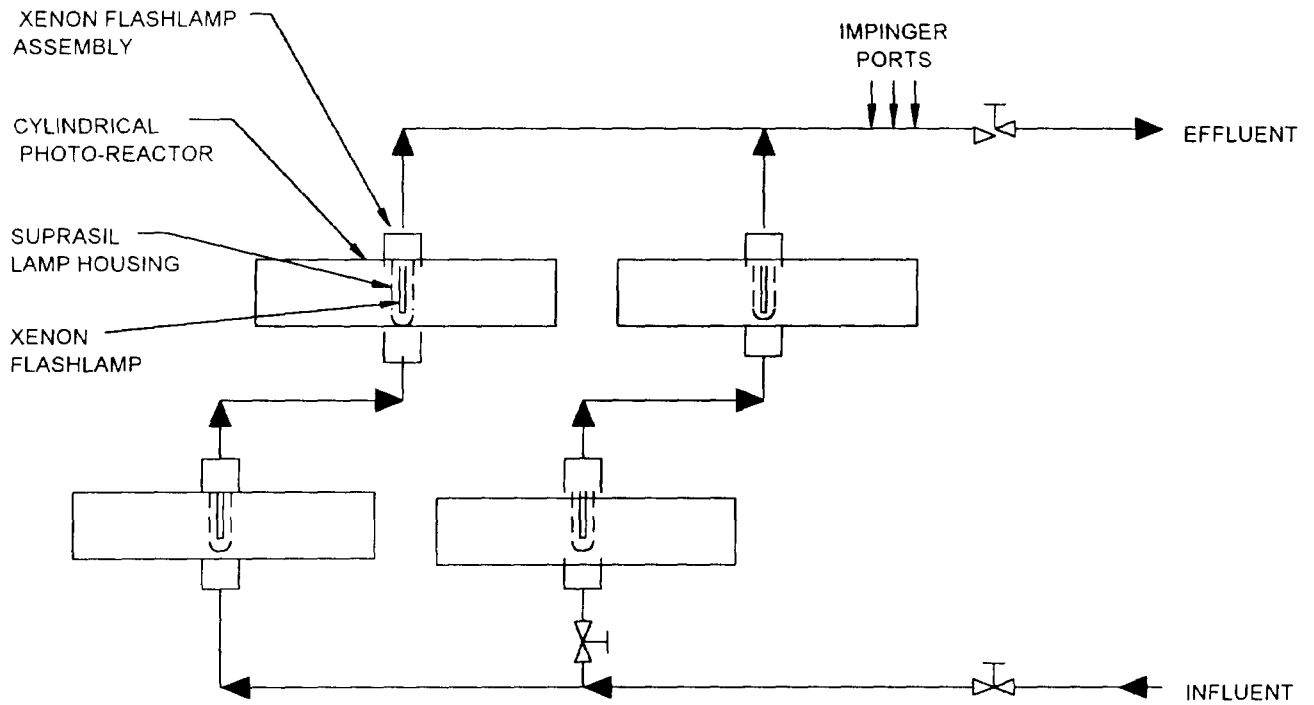 XENON FLASHLAMP
ASSEMBLY
IMPINGER
PORTS
CYLINDRICAL
PHOTO-REACTOR
EFFLUENT
SUPRASIL
LAMP HOUSING
XENON
FLASHLAMP
INFLUENT